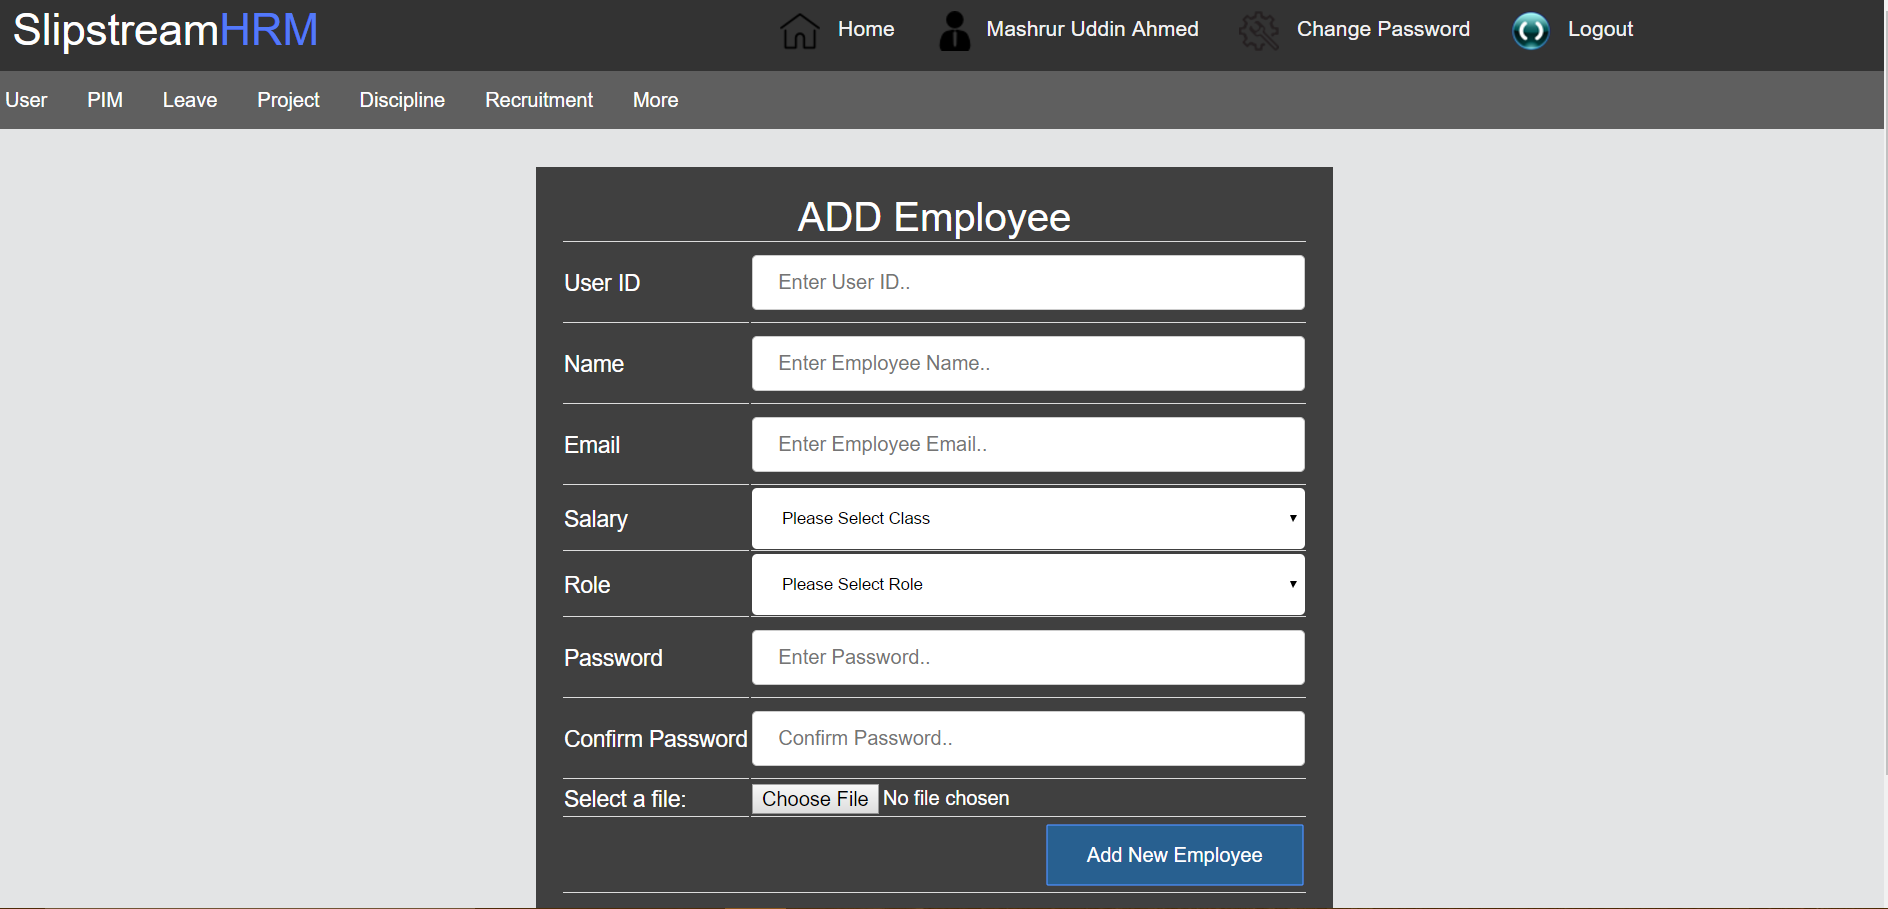 SlipstreamHRM
Home
Mashrur Uddin Ahmed
Change Password
Logout
User
PIM
Leave
Project
Discipline
Recruitment
More
ADD Employee
User ID
Enter User ID..
Name
Enter Employee Name..
Email
Enter Employee Email..
Salary
Please Select Class
Role
Please Select Role
Password
Enter Password..
Confirm Password
Confirm Password..
Select a file:
Choose File
No file chosen
Add New Employee